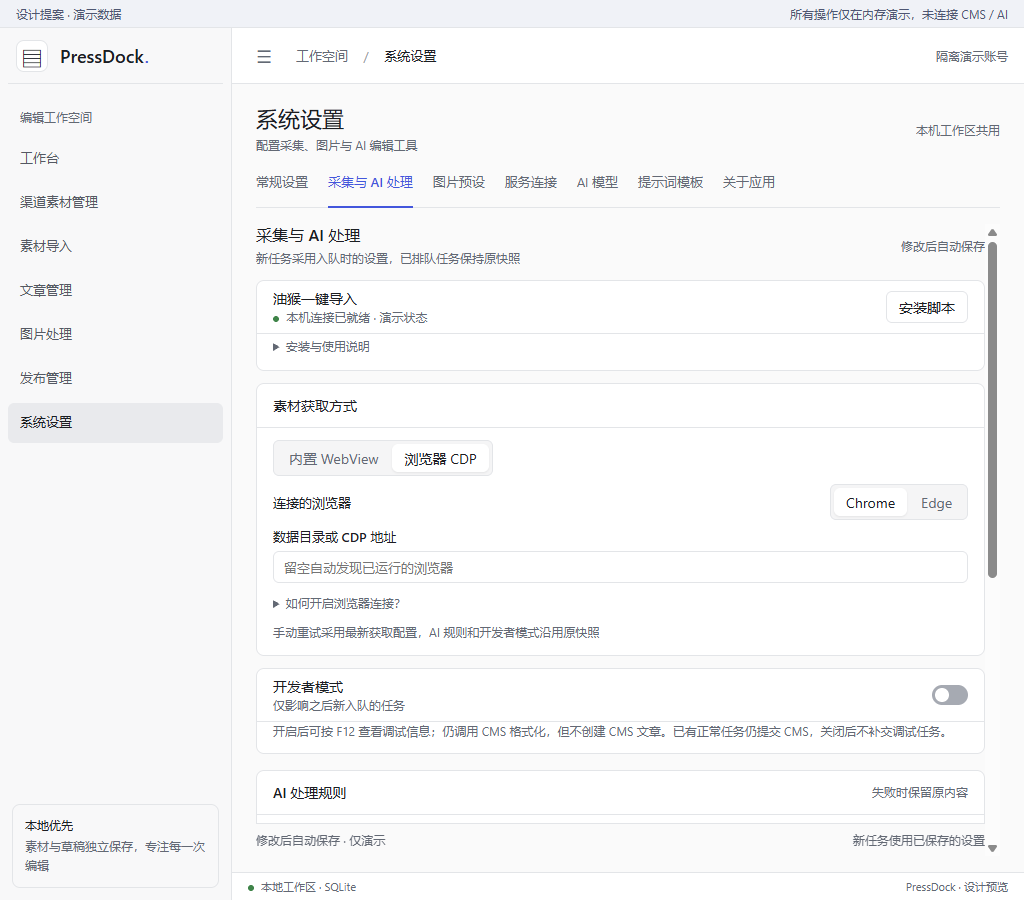 设计提案 · 演示数据
所有操作仅在内存演示，未连接 CMS / AI
PressDock.
工作空间 / 系统设置
隔离演示账号
编辑工作空间
工作台
渠道素材管理
素材导入
文章管理
图片处理
发布管理
系统设置
本地优先
素材与草稿独立保存，专注每一次
编辑
系统设置
配置采集、图片与 AI 编辑工具
本机工作区共用
常规设置 采集与 AI 处理 图片预设 服务连接 AI 模型 提示词模板 关于应用
采集与 AI 处理
新任务采用入队时的设置，已排队任务保持原快照
修改后自动保存
油猴一键导入
本机连接已就绪 · 演示状态
安装脚本
安装与使用说明
素材获取方式
内置 WebView 浏览器 CDP
连接的浏览器
Chrome Edge
数据目录或 CDP 地址
留空自动发现已运行的浏览器
如何开启浏览器连接?
手动重试采用最新获取配置，AI 规则和开发者模式沿用原快照
开发者模式
仅影响之后新入队的任务
开启后可按 F12 查看调试信息；仍调用 CMS 格式化，但不创建 CMS 文章。已有正常任务仍提交 CMS，关闭后不补交调试任务。
AI 处理规则
失败时保留原内容
修改后自动保存 · 仅演示
新任务使用已保存的设置
本地工作区 · SQLite
PressDock · 设计预览